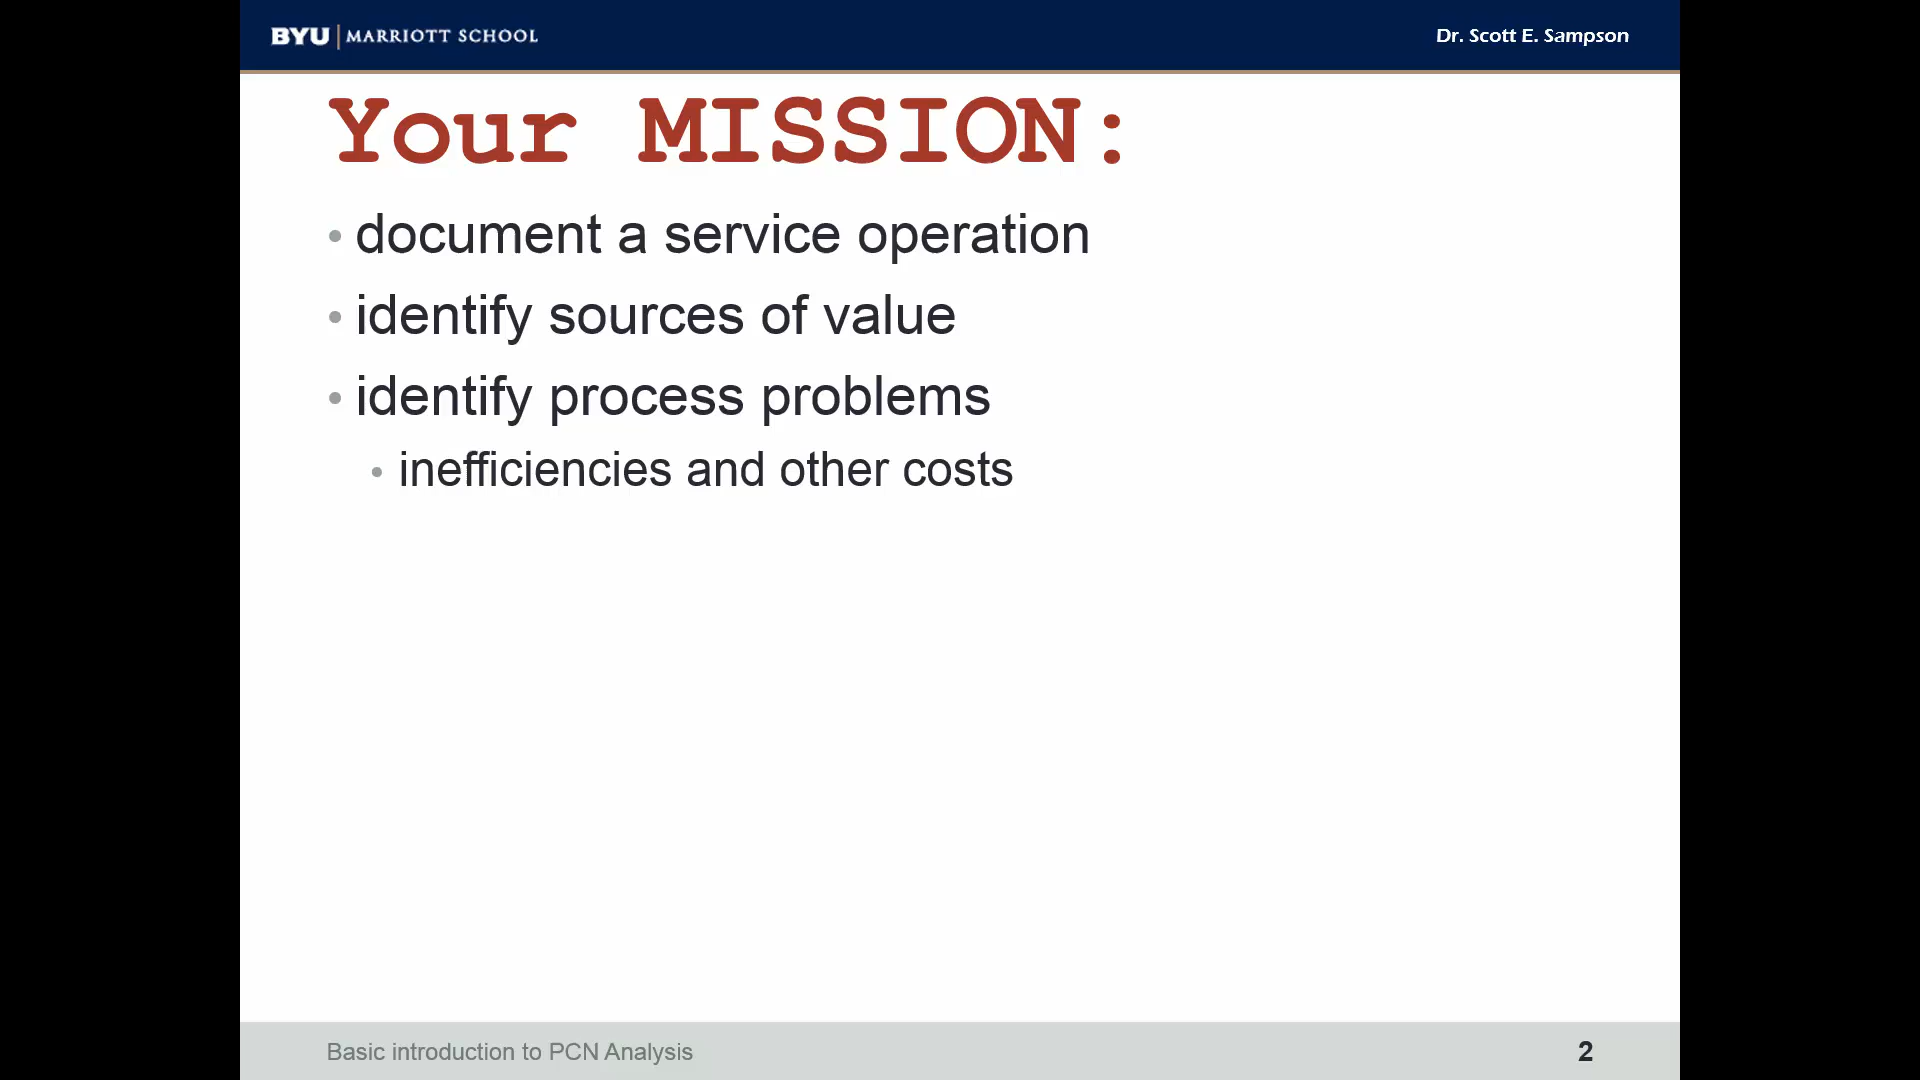 BYU | MARRIOTT SCHOOL
Dr. Scott E. Sampson
Your MISSION:
• document a service operation
• identify sources of value
• identify process problems
• inefficiencies and other costs
Basic introduction to PCN Analysis
2